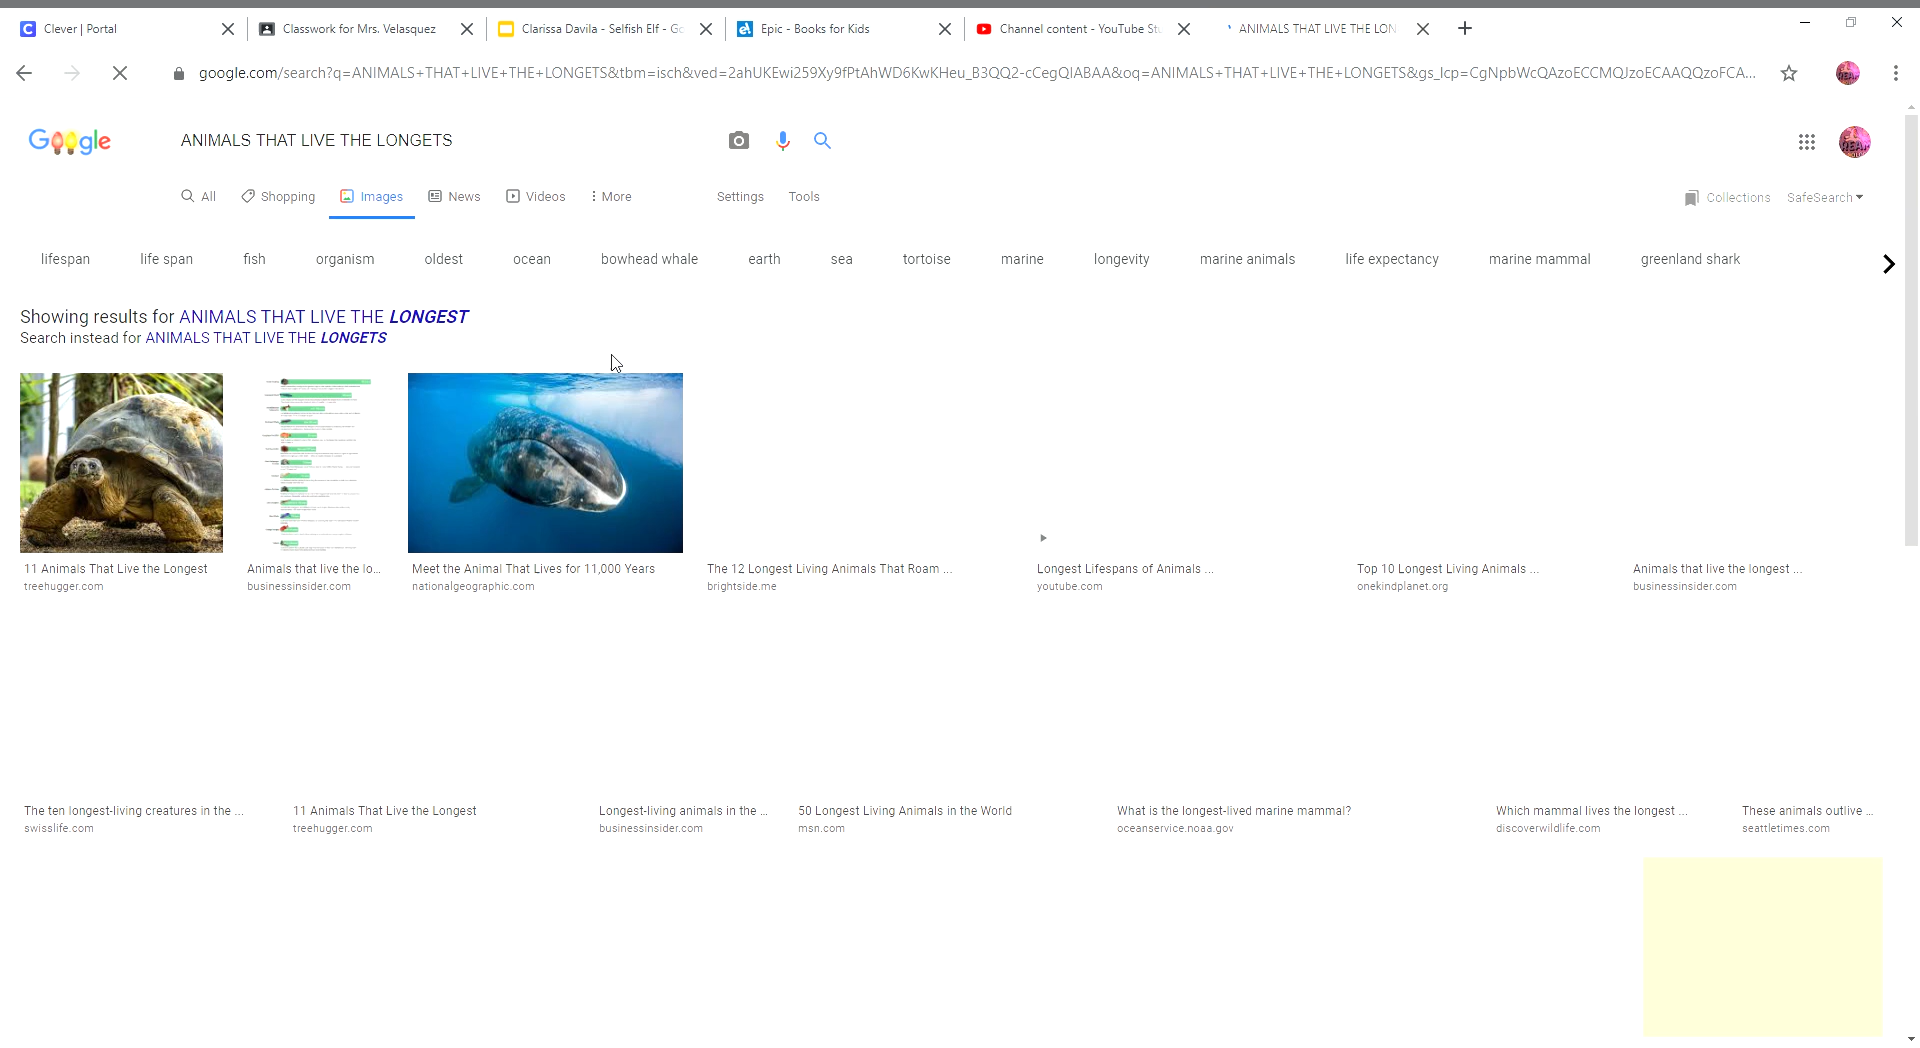 Clever | Portal
Classwork for Mrs. Velasquez
Clarissa Davila - Selfish Elf - Go
Epic - Books for Kids
Channel content - YouTube Stu
ANIMALS THAT LIVE THE LON
google.com/search?q=ANIMALS+THAT+LIVE+THE+LONGETS&tbm=isch&ved=2ahUKEwi259Xy9fPtAhWD6KwKHeu_B3QQ2-cCegQIABAA&oq=ANIMALS+THAT+LIVE+THE+LONGETS&gs_lcp=CgNpbWcQAzoECCMQJzoECAAQQzoFCA...
Google
ANIMALS THAT LIVE THE LONGETS
All Shopping Images News Videos More Settings Tools
Collections SafeSearch
lifespan life span fish organism oldest ocean bowhead whale earth sea tortoise marine longevity marine animals life expectancy marine mammal greenland shark
Showing results for ANIMALS THAT LIVE THE LONGEST
Search instead for ANIMALS THAT LIVE THE LONGETS
11 Animals That Live the Longest
treehugger.com
Animals that live the lo...
businessinsider.com
Meet the Animal That Lives for 11,000 Years
nationalgeographic.com
The 12 Longest Living Animals That Roam ...
brightside.me
Longest Lifespans of Animals ...
youtube.com
Top 10 Longest Living Animals ...
onekindplanet.org
Animals that live the longest ...
businessinsider.com
The ten longest-living creatures in the ...
swisslife.com
11 Animals That Live the Longest
treehugger.com
Longest-living animals in the ...
businessinsider.com
50 Longest Living Animals in the World
msn.com
What is the longest-lived marine mammal?
oceanservice.noaa.gov
Which mammal lives the longest ...
discoverwildlife.com
These animals outlive ...
seattletimes.com